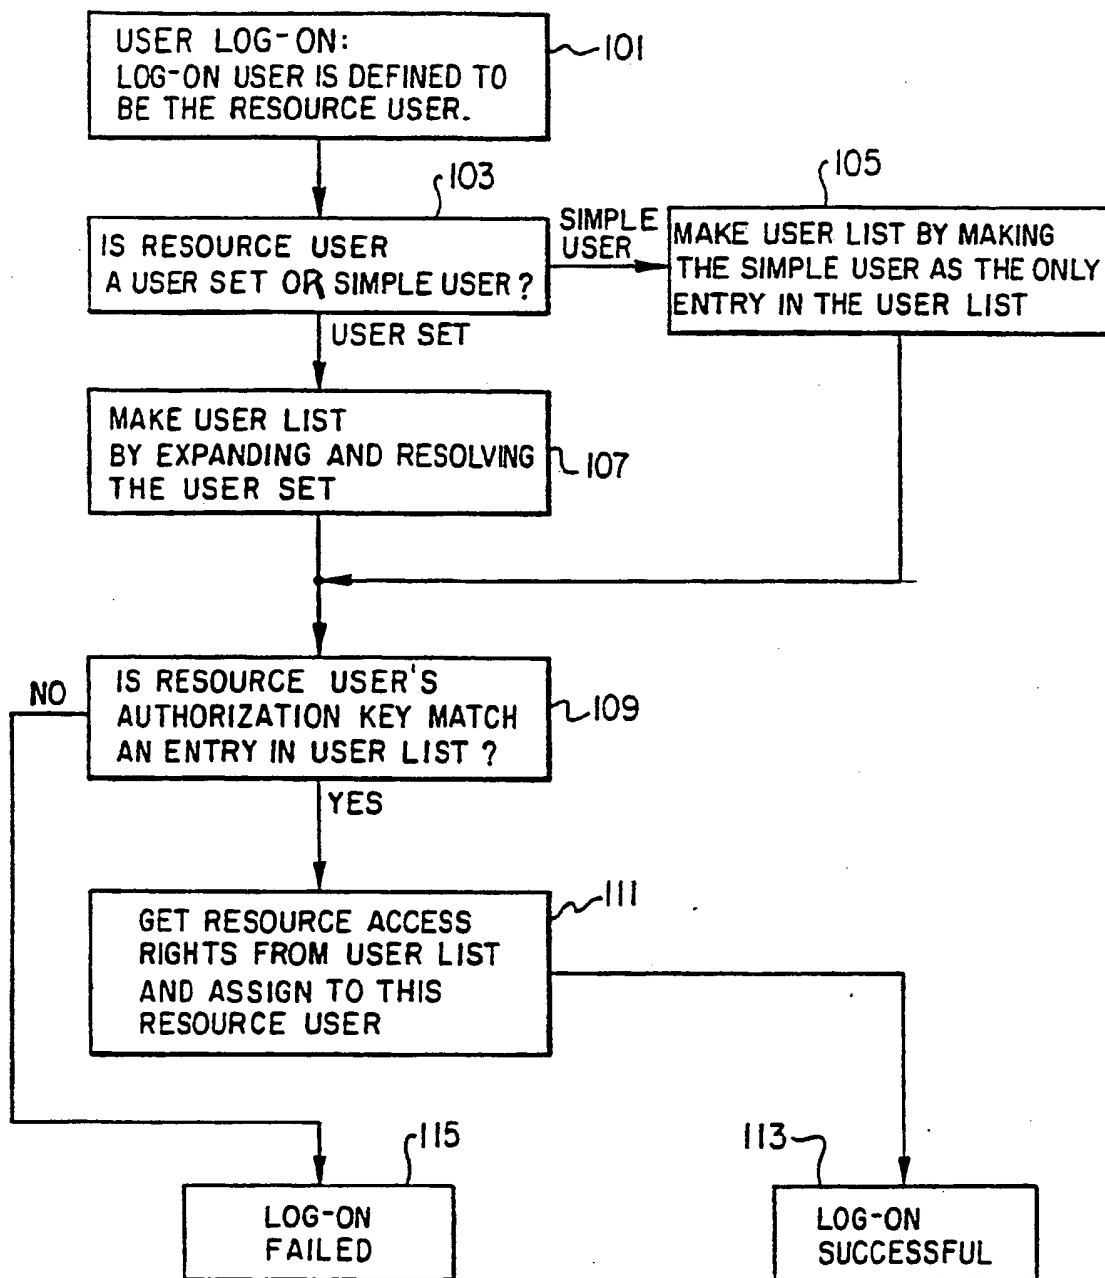 USER LOG-ON:
LOG-ON USER IS DEFINED TO
BE THE RESOURCE USER.
101
103
IS RESOURCE USER
A USER SET OR SIMPLE USER?
SIMPLE
USER
105
MAKE USER LIST BY MAKING
THE SIMPLE USER AS THE ONLY
ENTRY IN THE USER LIST
USER SET
MAKE USER LIST
BY EXPANDING AND RESOLVING
THE USER SET
107
NO
IS RESOURCE USER'S
AUTHORIZATION KEY MATCH
AN ENTRY IN USER LIST ?
109
YES
111
GET RESOURCE ACCESS
RIGHTS FROM USER LIST
AND ASSIGN TO THIS
RESOURCE USER
115
LOG-ON
FAILED
113
LOG-ON
SUCCESSFUL